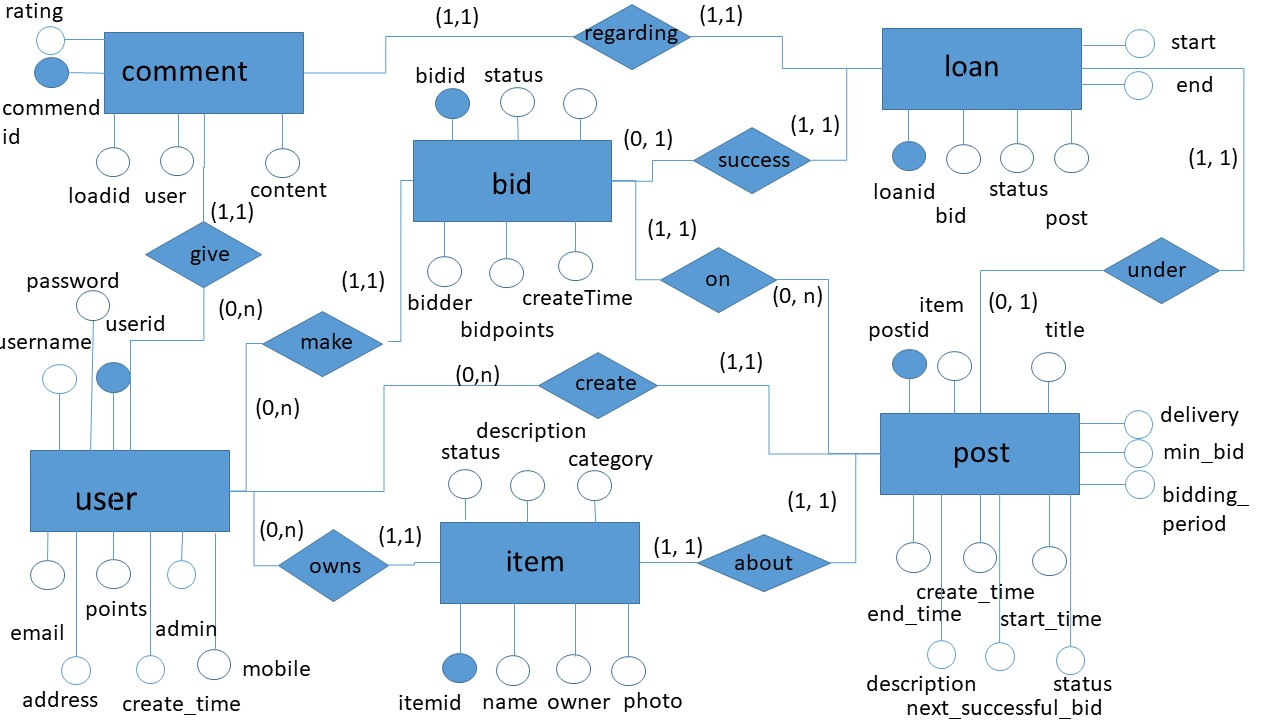 rating
(1,1)
regarding
(1,1)
comment
commend
id
loadid
user
content
bidid
status
bid
(0, 1)
success
(1, 1)
loan
start
end
loanid
bid
status
post
(1, 1)
(1,1)
give
(0,n)
password
userid
username
(1,1)
make
(0,n)
bidder
bidpoints
createTime
(1, 1)
on
(0, n)
under
(0, 1)
(0,n)
create
(1,1)
item
postid
title
post
delivery
min_bid
bidding_
period
user
(0,n)
owns
(1,1)
description
status
category
item
(1, 1)
about
(1, 1)
points
email
admin
address
create_time
mobile
itemid
name
owner
photo
create_time
end_time
start_time
description
status
next_successful_bid